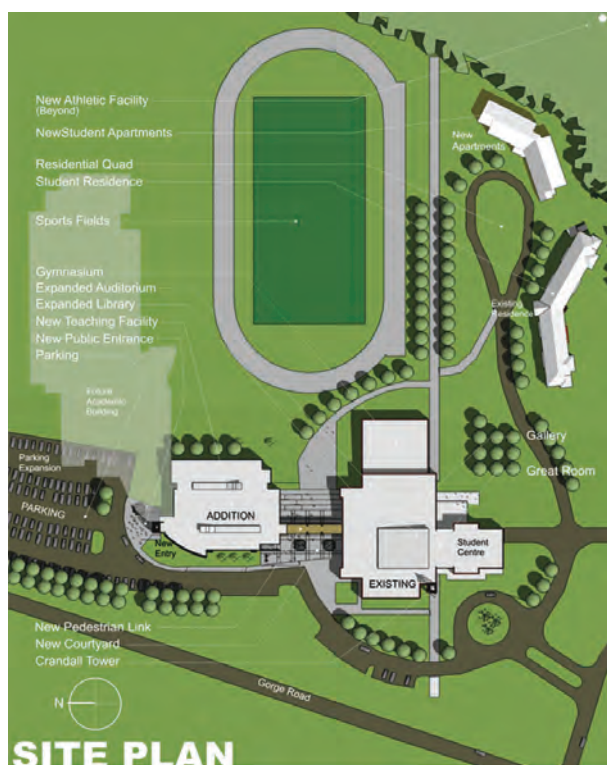 New Athletic Facility
(Beyond)
NewStudent Apartments
New
Apartments
Residential Quad
Student Residence
Sports Fields
Gymnasium
Expanded Auditorium
Expanded Library
New Teaching Facility
New Public Entrance
Parking
Existing
Residence
Future
Academic
Building
Gallery
Great Room
Parking
Expansion
PARKING
ADDITION
New
Entry
Student
Centre
EXISTING
New Pedestrian Link
New Courtyard
Crandall Tower
Gorge Road
N
SITE PLAN